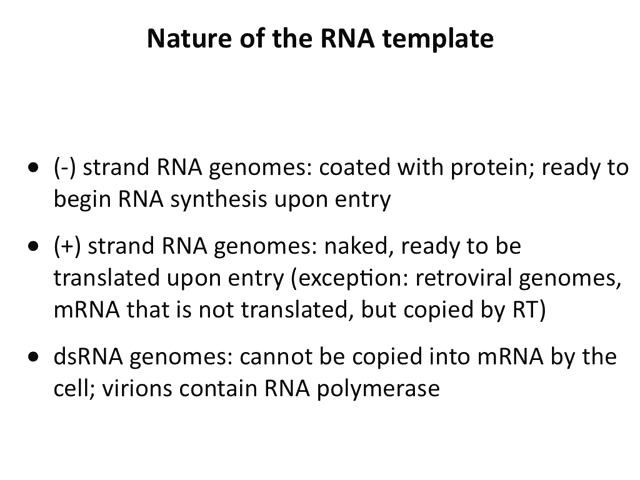 Nature of the RNA template
• (-) strand RNA genomes: coated with protein; ready to
begin RNA synthesis upon entry
• (+) strand RNA genomes: naked, ready to be
translated upon entry (exception: retroviral genomes,
mRNA that is not translated, but copied by RT)
• dsRNA genomes: cannot be copied into mRNA by the
cell; virions contain RNA polymerase